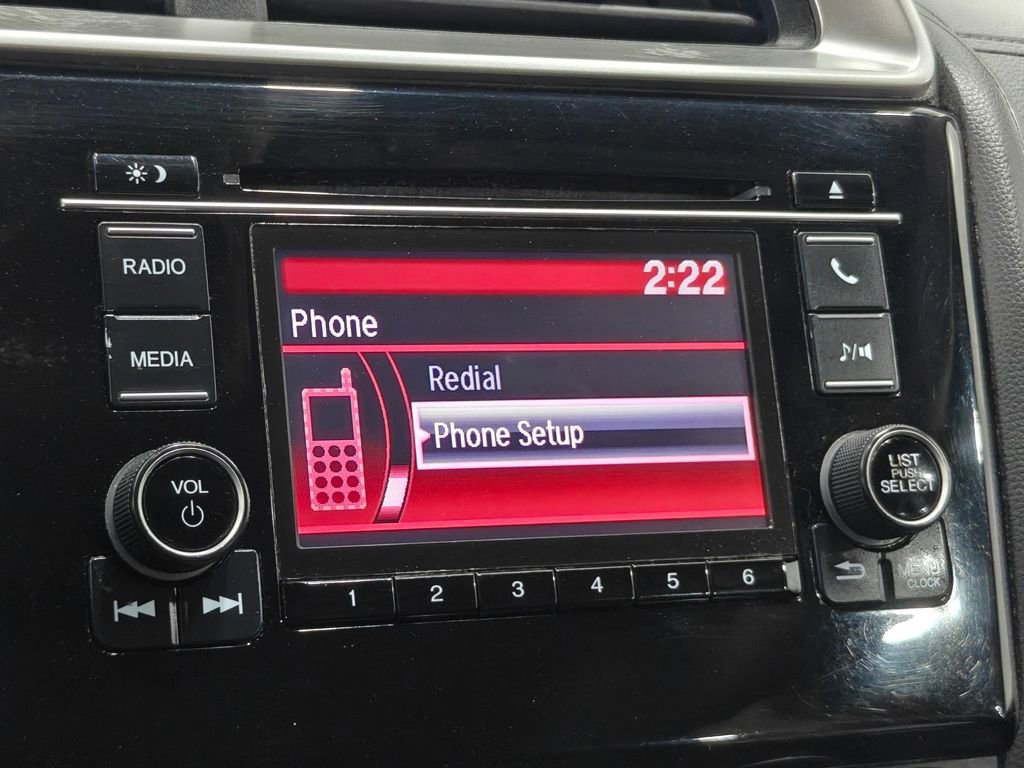 RADIO
MEDIA
2:22
Phone
Redial
Phone Setup
VOL
LIST
PUSH
SELECT
MENU
CLOCK
1 2 3 4 5 6